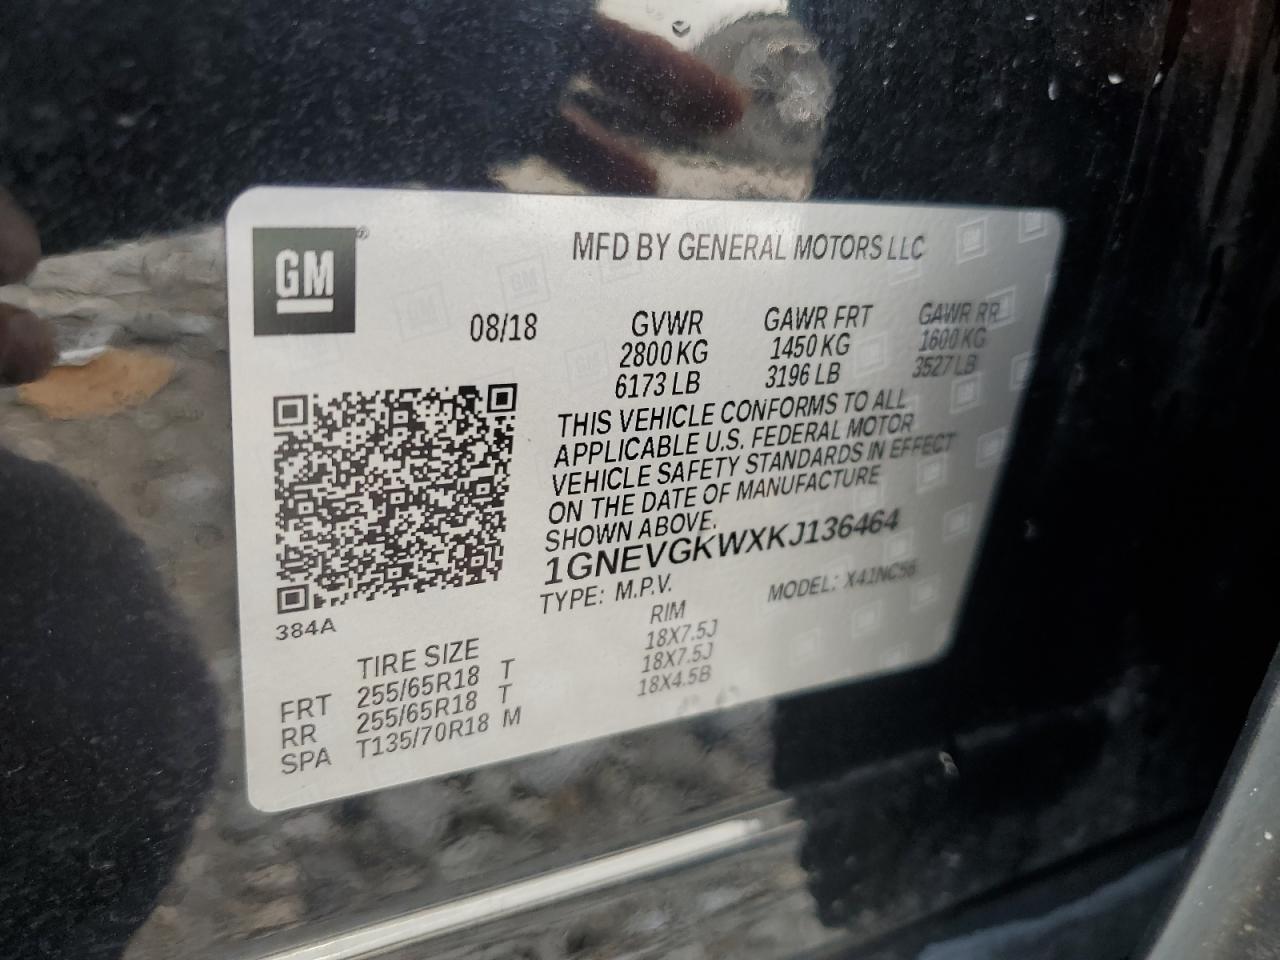 GM
MFD BY GENERAL MOTORS LLC
08/18
GVWR GAWR FRT GAWR RR
2800 KG 1450 KG 1600 KG
6173 LB 3196 LB 3527 LB
THIS VEHICLE CONFORMS TO ALL
APPLICABLE U.S. FEDERAL MOTOR
VEHICLE SAFETY STANDARDS IN EFFECT
ON THE DATE OF MANUFACTURE
SHOWN ABOVE.
1GNEVGKWXKJ136464
TYPE: M.P.V. MODEL: X41NC56
384A
TIRE SIZE RIM
FRT 255/65R18 T 18X7.5J
RR 255/65R18 T 18X7.5J
SPA T135/70R18 M 18X4.5B